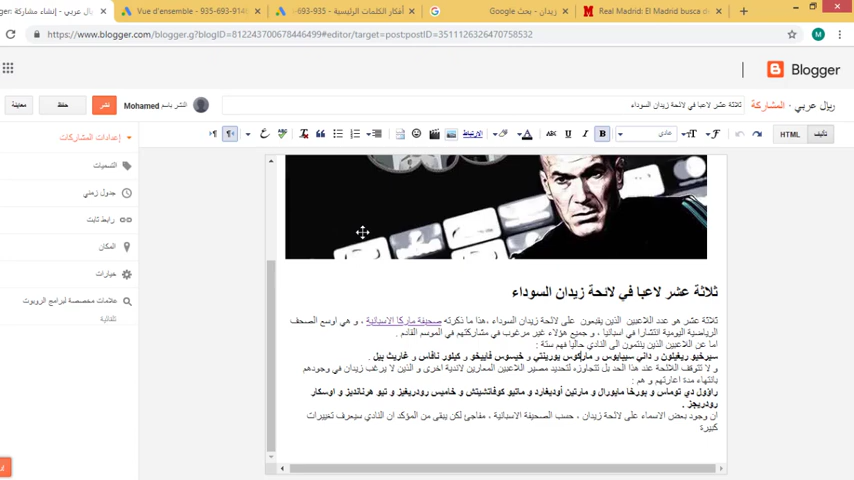 ريال عربي - إنشاء مشاركة
Vue d'ensemble - 935-693-914
أفكار الكلمات الرئيسية - 935-693
زيدان - بحث Google
Real Madrid: El Madrid busca d
https://www.blogger.com/blogger.g?blogID=812243700678446499#editor/target=post;postID=3511126326470758532
M
Blogger
ريال عربي · المشاركة
ثلاثة عشر لاعبا في لائحة زيدان السوداء
النشر باسم Mohamed
نشر
حفظ
معاينة
تأليف
HTML
عادي
الارتباط
إعدادات المشاركات
التسميات
جدول زمني
رابط ثابت
المكان
خيارات
علامات مخصصة لبرامج الروبوت
تلقائية
ثلاثة عشر لاعبا في لائحة زيدان السوداء
ثلاثة عشر هو عدد اللاعبين الذين يقبعون على لائحة زيدان السوداء ،هذا ما ذكرته صحيفة ماركا الاسبانية ، و هي اوسع الصحف
الرياضية اليومية انتشارا في اسبانيا ، و جميع هؤلاء غير مرغوب في مشاركتهم في الموسم القادم .
اما عن اللاعبين الذين ينتمون الى النادي حاليا فهم ستة :
سيرخيو ريغيلون و داني سيبايوس و ماركوس يورينتي و خيسوس فاييخو و كيلور نافاس و غاريث بيل .
و لا تتوقف اللائحة عند هذا الحد بل تتجاوزه لتحديد مصير اللاعبين المعارين لاندية اخرى و الذين لا يرغب زيدان في وجودهم
بانتهاء مدة اعارتهم و هم :
راؤول دي توماس و بورخا مايورال و مارتين أوديغارد و ماتيو كوفاتشيتش و خاميس رودريغيز و تيو هرنانديز و اوسكار
رودريجز .
ان وجود بعض الاسماء على لائحة زيدان ، حسب الصحيفة الاسبانية ، مفاجئ لكن يبقى من المؤكد ان النادي سيعرف تغييرات
كبيرة